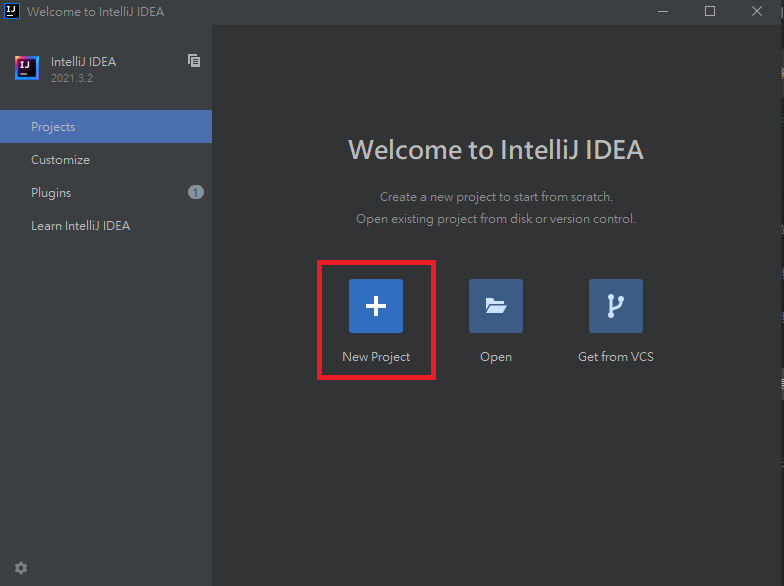 Welcome to IntelliJ IDEA
IntelliJ IDEA
2021.3.2
Projects
Customize
Plugins
1
Learn IntelliJ IDEA
Welcome to IntelliJ IDEA
Create a new project to start from scratch.
Open existing project from disk or version control.
New Project
Open
Get from VCS